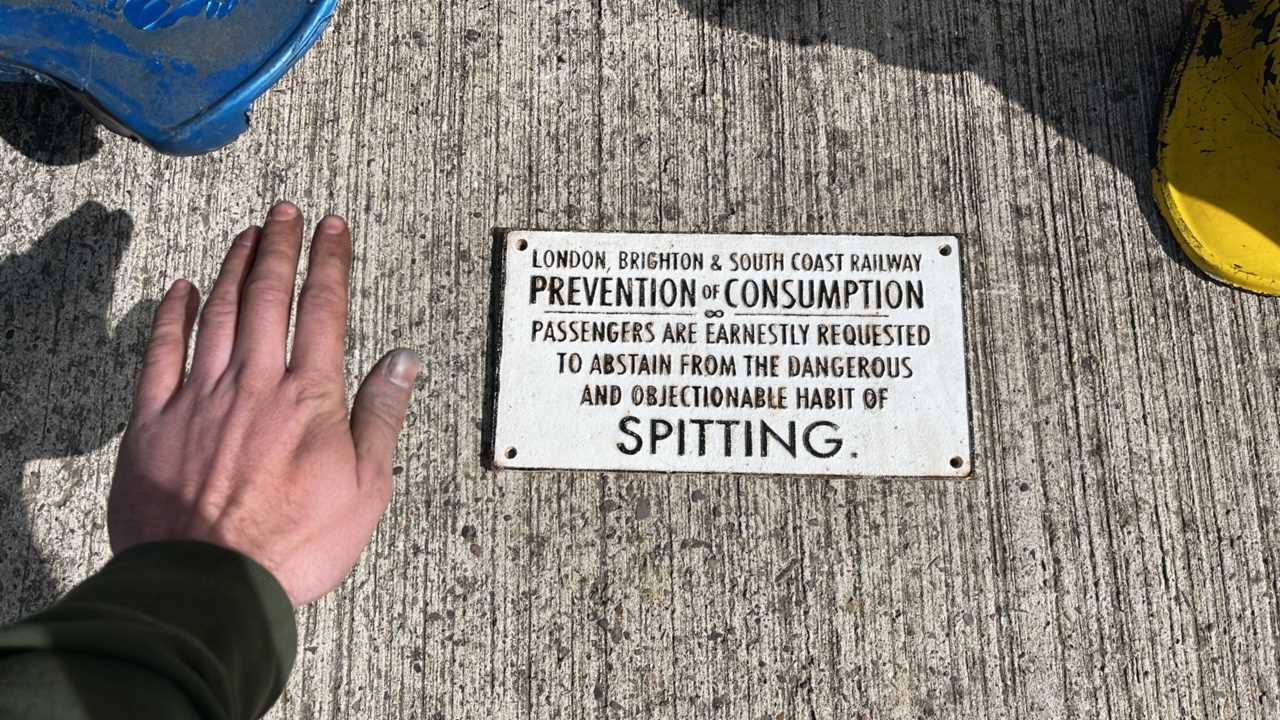 LONDON, BRIGHTON & SOUTH COAST RAILWAY
PREVENTION OF CONSUMPTION
PASSENGERS ARE EARNESTLY REQUESTED
TO ABSTAIN FROM THE DANGEROUS
AND OBJECTIONABLE HABIT OF
SPITTING.